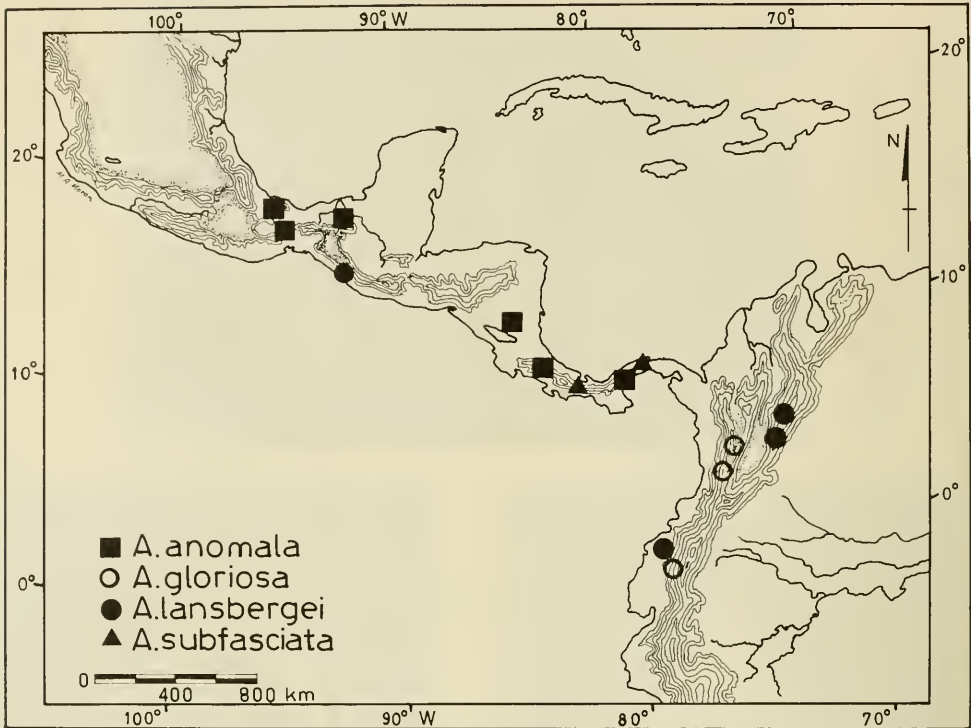 100° 90°W 80° 70°
20°
N
20°
10°
10°
0°
A. anomala
A. gloriosa
A. lansbergei
A. subfasciata
0°
0 400 800 km
100° 90°W 80° 70°